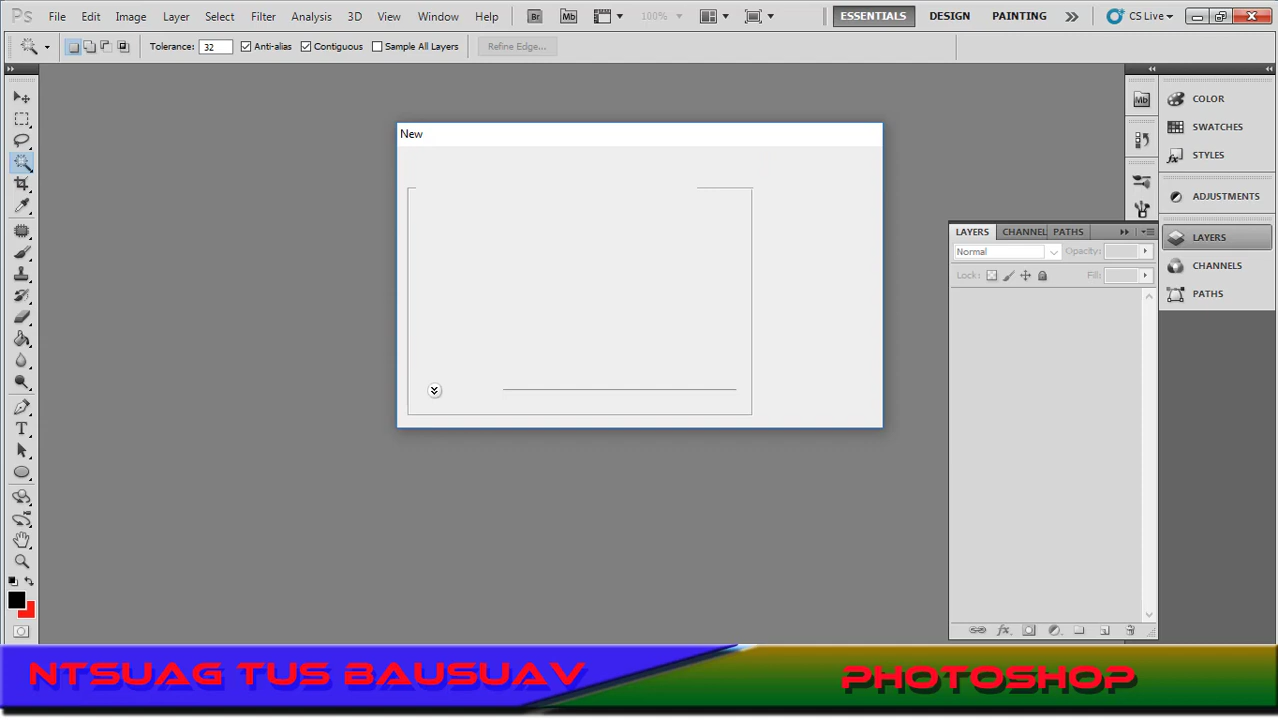 Ps File Edit Image Layer Select Filter Analysis 3D View Window Help Br Mb 100% ESSENTIALS DESIGN PAINTING CS Live
Tolerance: 32 Anti-alias Contiguous Sample All Layers Refine Edge...
New
Mb COLOR
SWATCHES
STYLES
ADJUSTMENTS
LAYERS CHANNEL PATHS
LAYERS
Normal Opacity:
CHANNELS
Lock: Fill:
PATHS
T
fx
NTSUAG TUS BAUSUAV
PHOTOSHOP